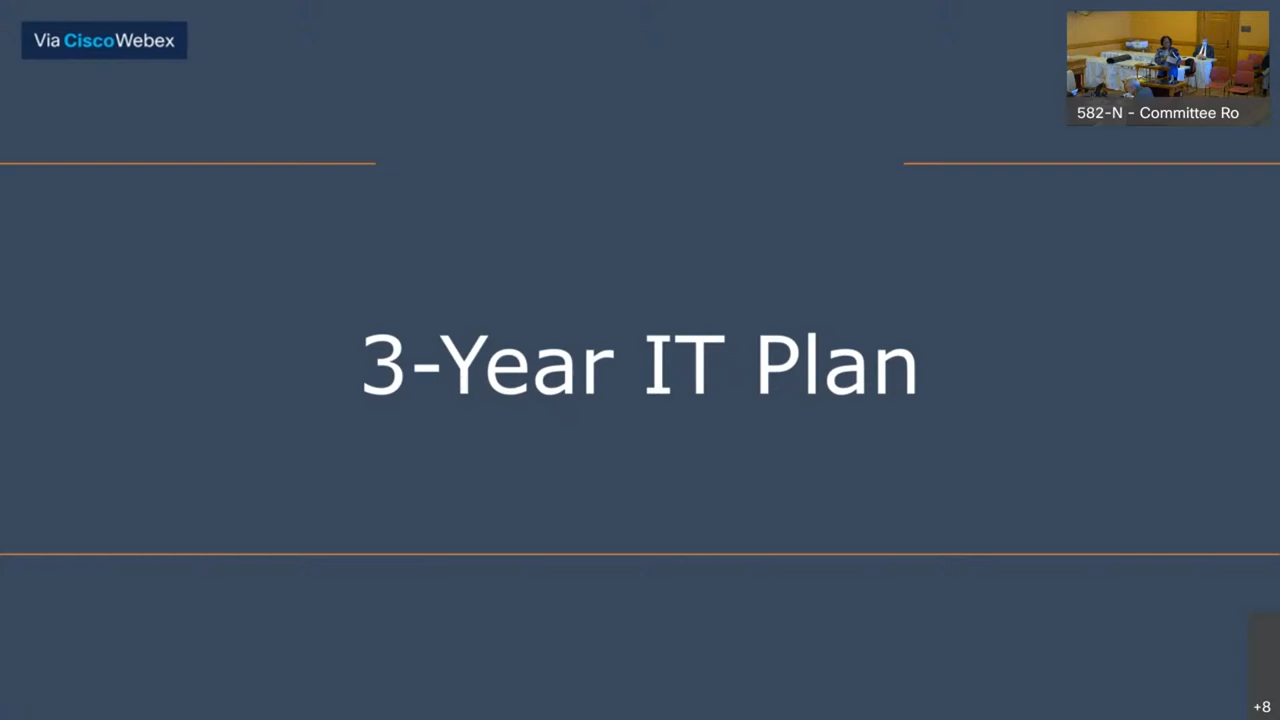 Via CiscoWebex
582-N - Committee Ro
3-Year IT Plan
+8